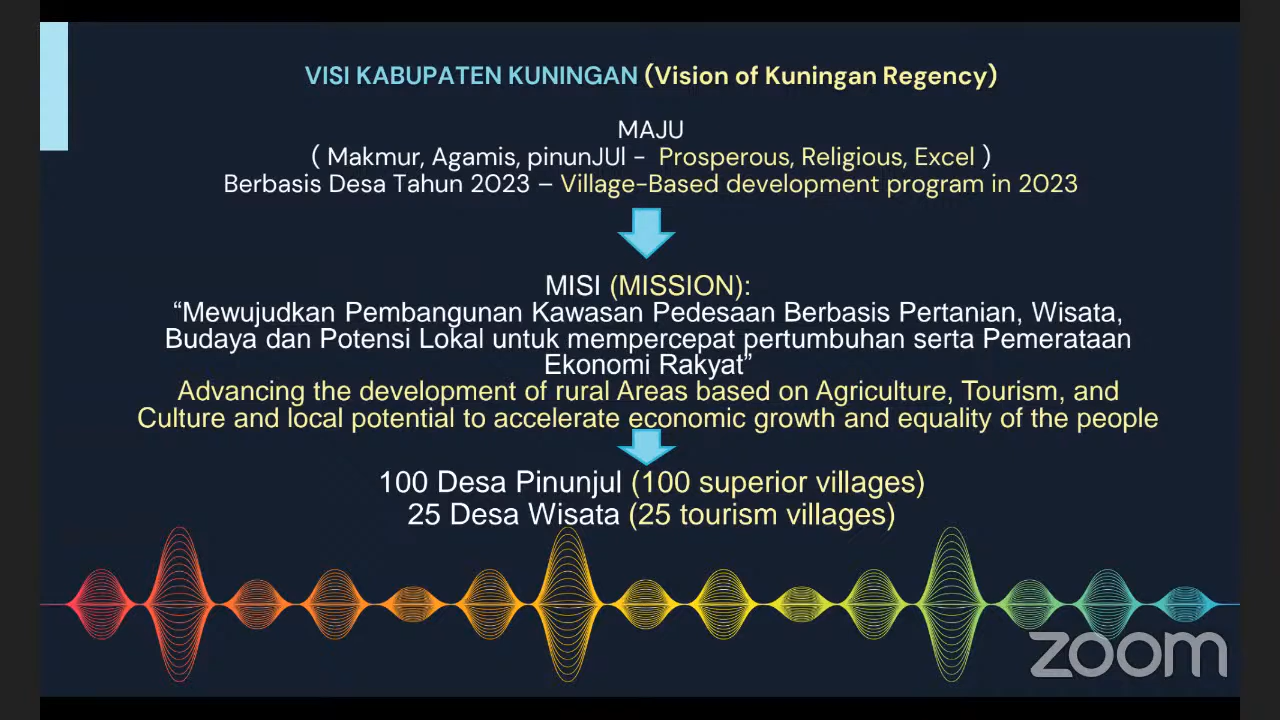 VISI KABUPATEN KUNINGAN (Vision of Kuningan Regency)
MAJU
( Makmur, Agamis, pinunJUl - Prosperous, Religious, Excel )
Berbasis Desa Tahun 2023 – Village-Based development program in 2023
MISI (MISSION):
“Mewujudkan Pembangunan Kawasan Pedesaan Berbasis Pertanian, Wisata,
Budaya dan Potensi Lokal untuk mempercepat pertumbuhan serta Pemerataan
Ekonomi Rakyat”
Advancing the development of rural Areas based on Agriculture, Tourism, and
Culture and local potential to accelerate economic growth and equality of the people
100 Desa Pinunjul (100 superior villages)
25 Desa Wisata (25 tourism villages)
zoom